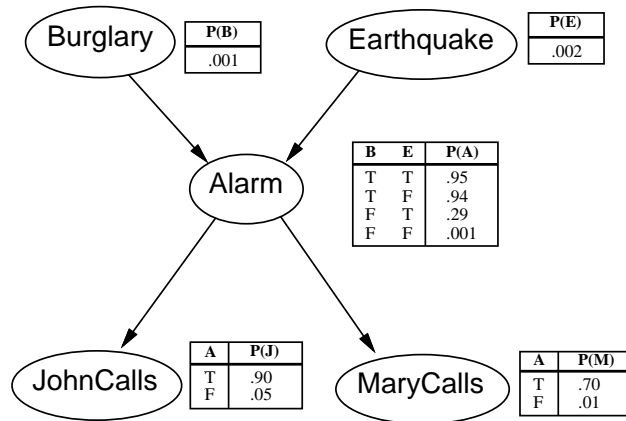 Burglary
P(B)
.001
Earthquake
P(E)
.002
Alarm
B E P(A)
T T .95
T F .94
F T .29
F F .001
JohnCalls
A P(J)
T .90
F .05
MaryCalls
A P(M)
T .70
F .01